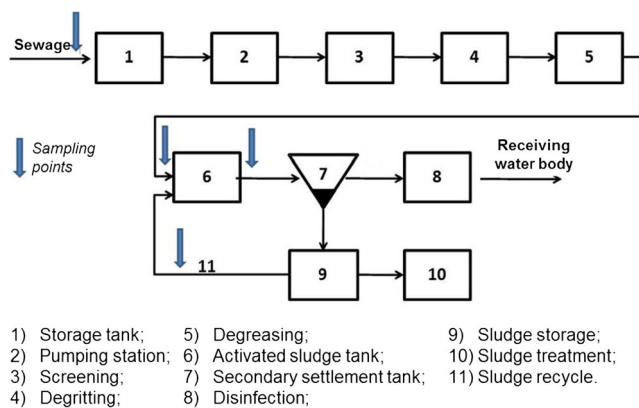 Sewage
1
2
3
4
5
Sampling
points
6
7
8
Receiving
water body
11
9
10
1) Storage tank; 5) Degreasing; 9) Sludge storage;
2) Pumping station; 6) Activated sludge tank; 10) Sludge treatment;
3) Screening; 7) Secondary settlement tank; 11) Sludge recycle.
4) Degritting; 8) Disinfection;